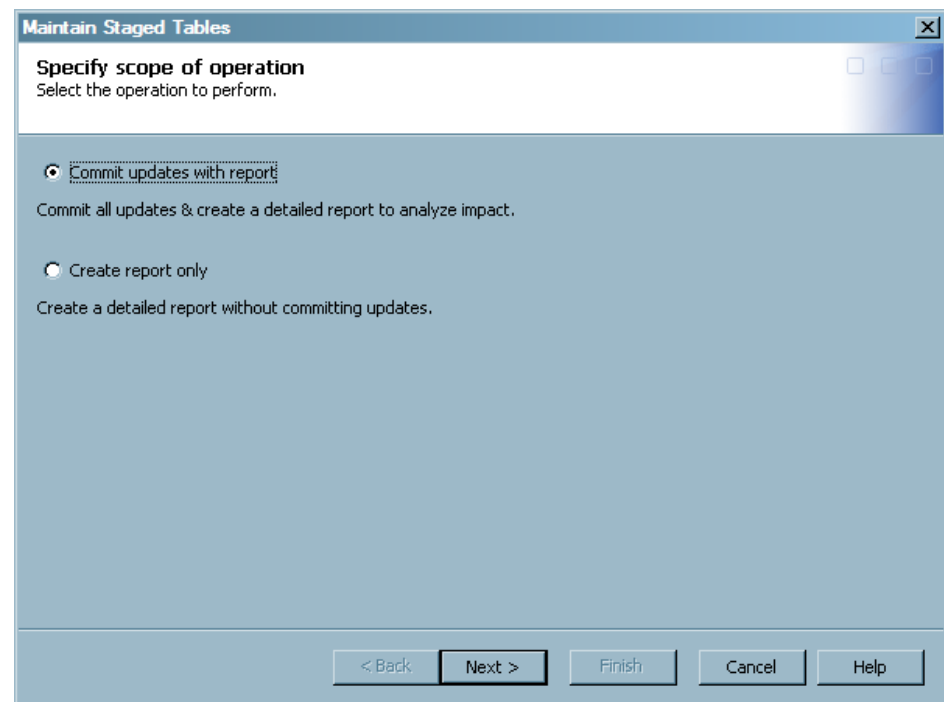 Maintain Staged Tables
Specify scope of operation
Select the operation to perform.
Commit updates with report
Commit all updates & create a detailed report to analyze impact.
Create report only
Create a detailed report without committing updates.
< Back Next > Finish Cancel Help